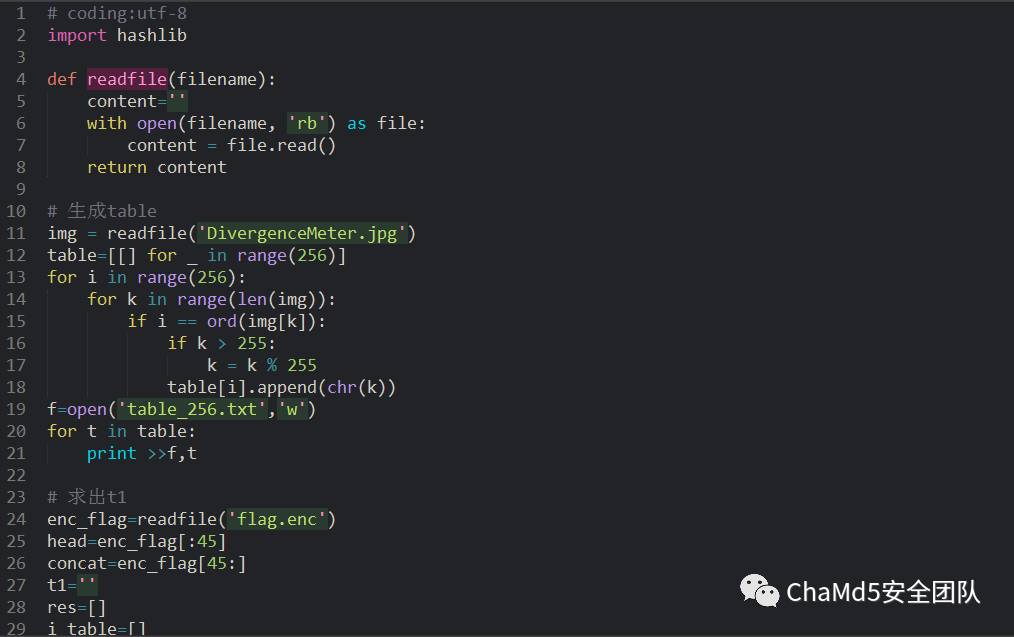 1 # coding:utf-8
2 import hashlib
3
4 def readfile(filename):
5     content=''
6     with open(filename, 'rb') as file:
7         content = file.read()
8     return content
9
10 # 生成table
11 img = readfile('DivergenceMeter.jpg')
12 table=[[] for _ in range(256)]
13 for i in range(256):
14     for k in range(len(img)):
15         if i == ord(img[k]):
16             if k > 255:
17                 k = k % 255
18             table[i].append(chr(k))
19 f=open('table_256.txt','w')
20 for t in table:
21     print >>f,t
22
23 # 求出t1
24 enc_flag=readfile('flag.enc')
25 head=enc_flag[:45]
26 concat=enc_flag[45:]
27 t1=''
28 res=[]
29 i_table=[]
ChaMd5安全团队